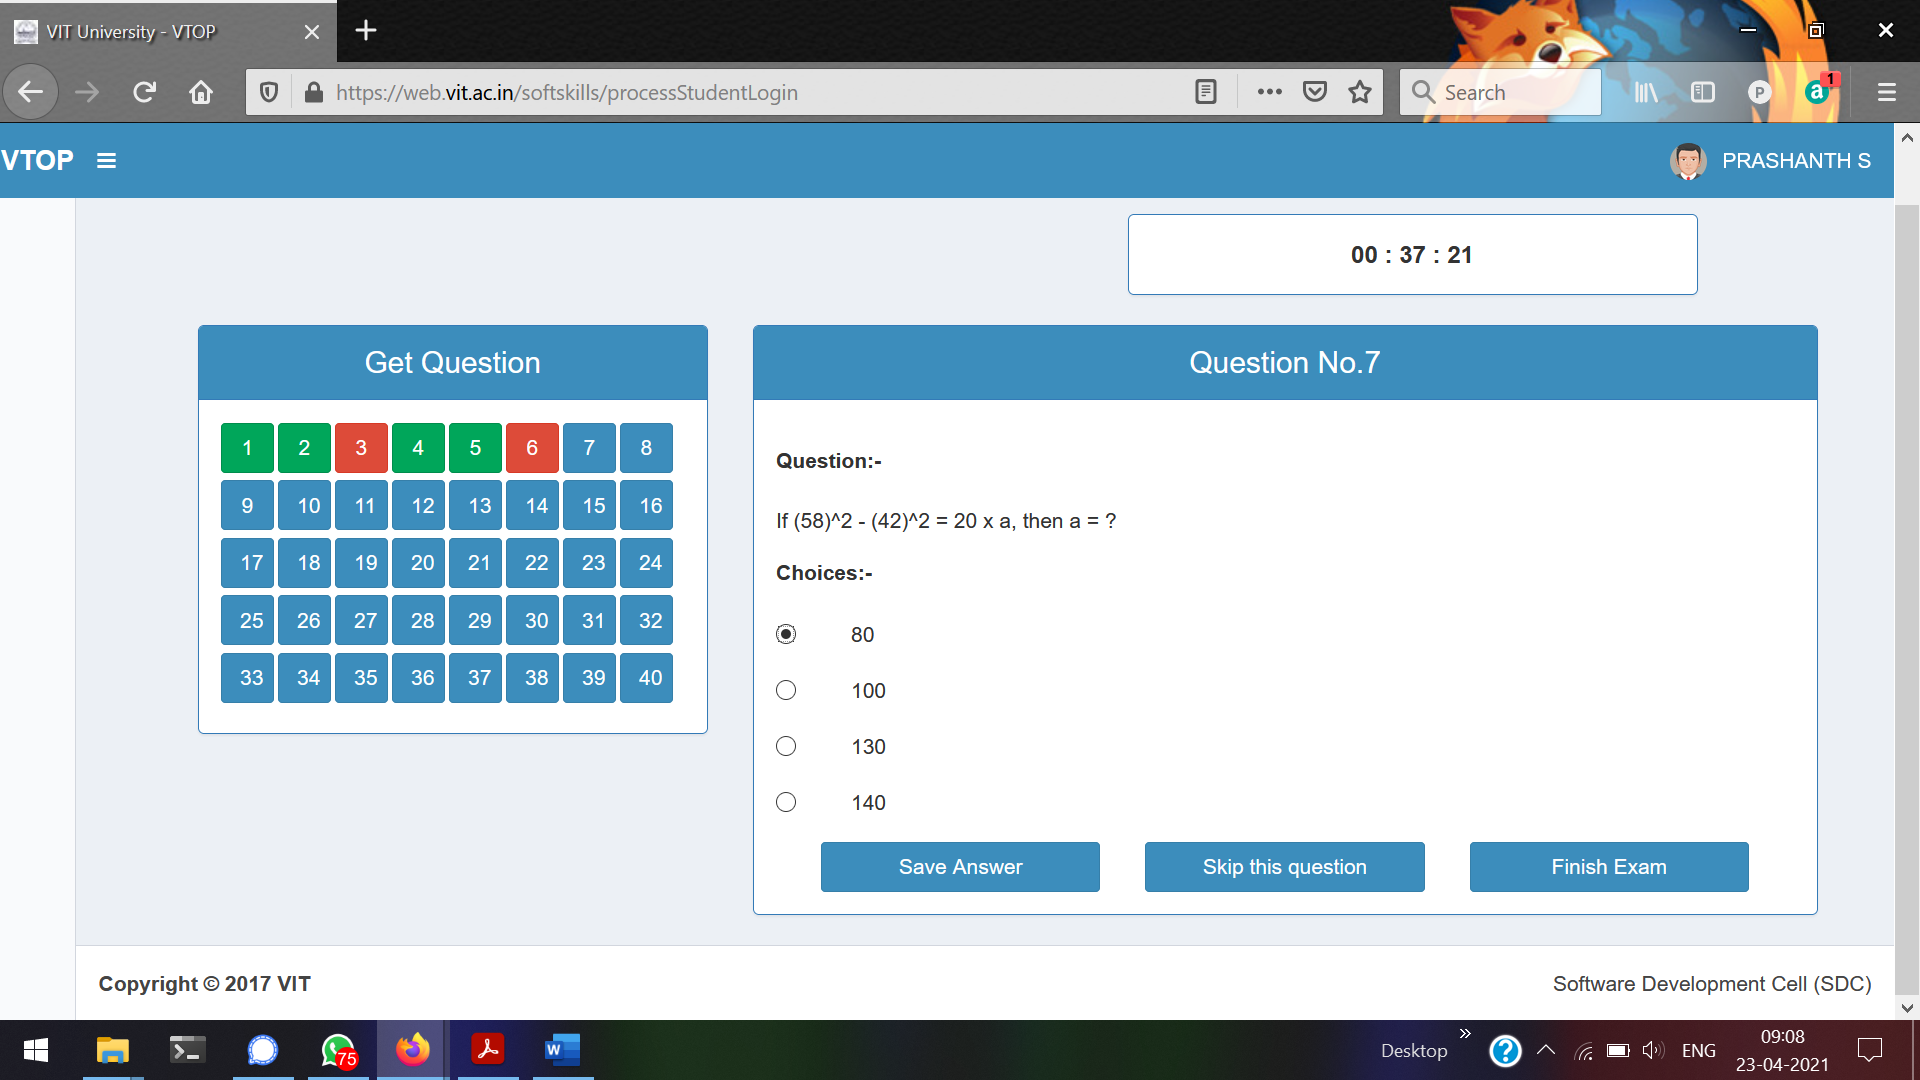 VIT University - VTOP
https://web.vit.ac.in/softskills/processStudentLogin
Search
P
a
1
VTOP
PRASHANTH S
00 : 37 : 21
Get Question
1 2 3 4 5 6 7 8
9 10 11 12 13 14 15 16
17 18 19 20 21 22 23 24
25 26 27 28 29 30 31 32
33 34 35 36 37 38 39 40
Question No.7
Question:-
If (58)^2 - (42)^2 = 20 x a, then a = ?
Choices:-
80
100
130
140
Save Answer
Skip this question
Finish Exam
Copyright © 2017 VIT
Software Development Cell (SDC)
75
W
Desktop
ENG
09:08
23-04-2021